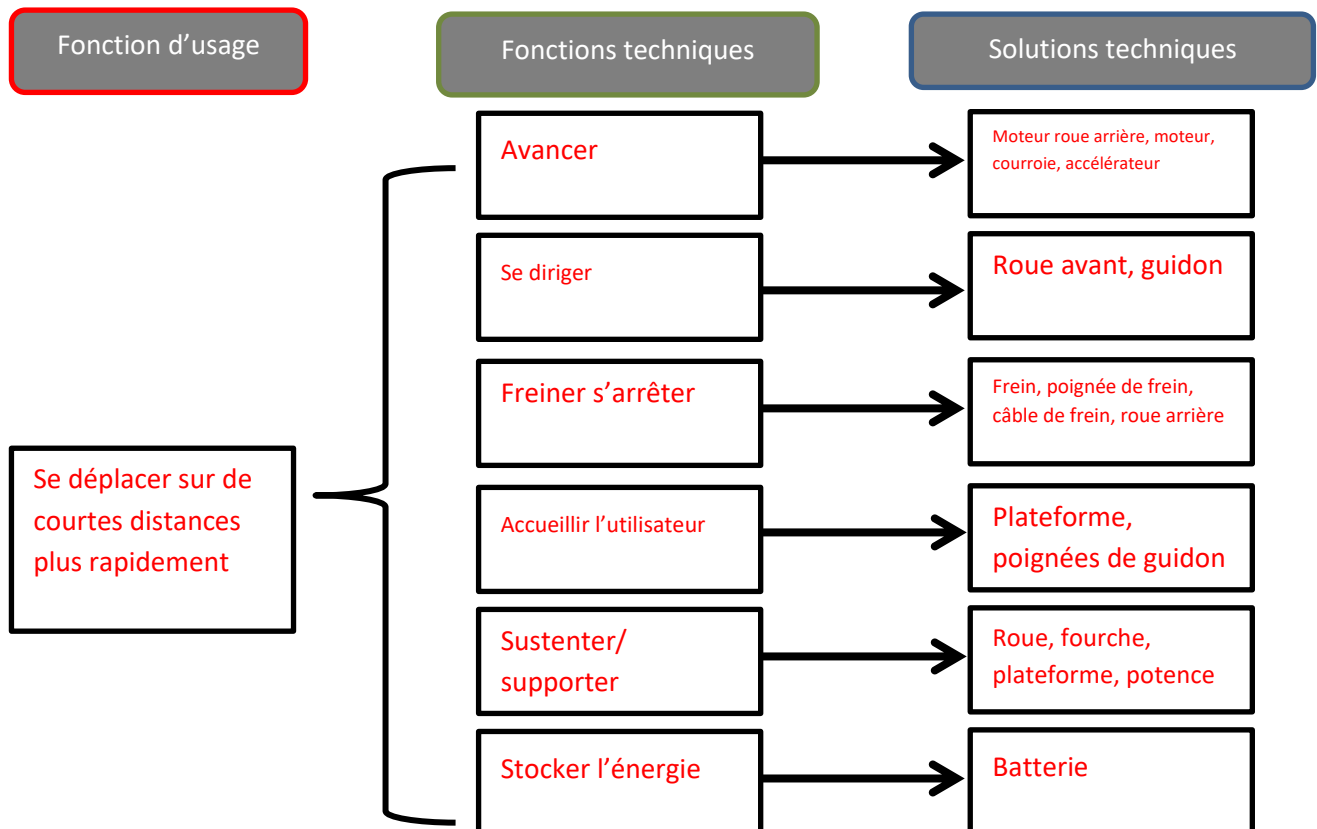 Fonction d’usage
Fonctions techniques
Solutions techniques
Avancer
Moteur roue arrière, moteur,
courroie, accélérateur
Se diriger
Roue avant, guidon
Freiner s’arrêter
Frein, poignée de frein,
câble de frein, roue arrière
Se déplacer sur de
courtes distances
plus rapidement
Accueillir l’utilisateur
Plateforme,
poignées de guidon
Sustenter/
supporter
Roue, fourche,
plateforme, potence
Stocker l’énergie
Batterie